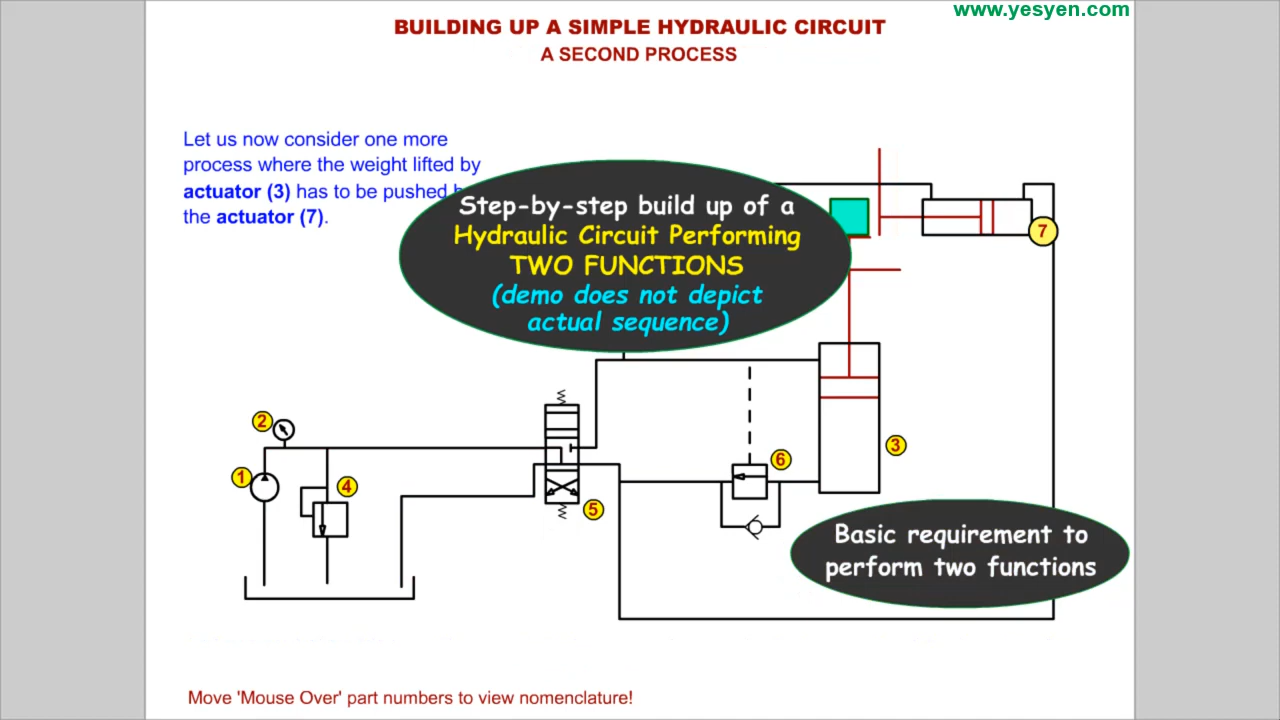 www.yesyen.com
BUILDING UP A SIMPLE HYDRAULIC CIRCUIT
A SECOND PROCESS
Let us now consider one more
process where the weight lifted by
actuator (3) has to be pushed
the actuator (7).
Step-by-step build up of a
Hydraulic Circuit Performing
TWO FUNCTIONS
(demo does not depict
actual sequence)
7
2
1
4
5
6
3
Basic requirement to
perform two functions
Move 'Mouse Over' part numbers to view nomenclature!